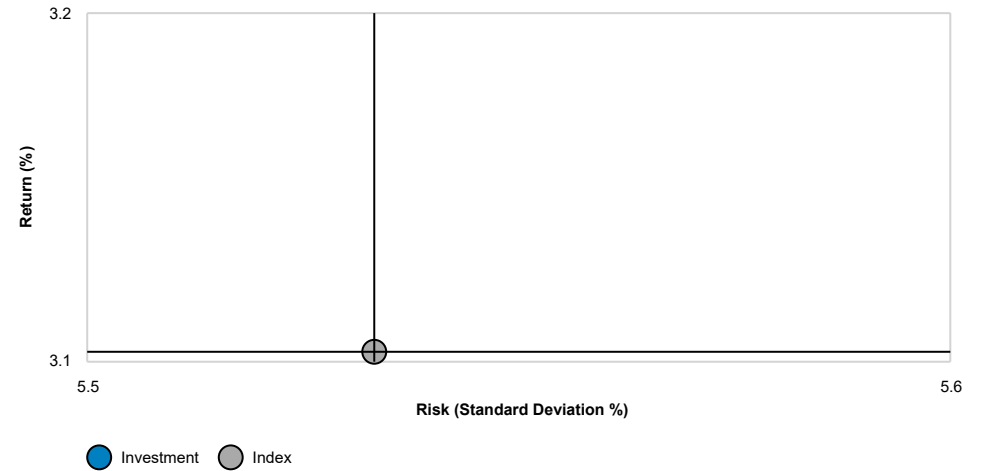 3.2
Return (%)
3.1
5.5
5.6
Risk (Standard Deviation %)
Investment
Index